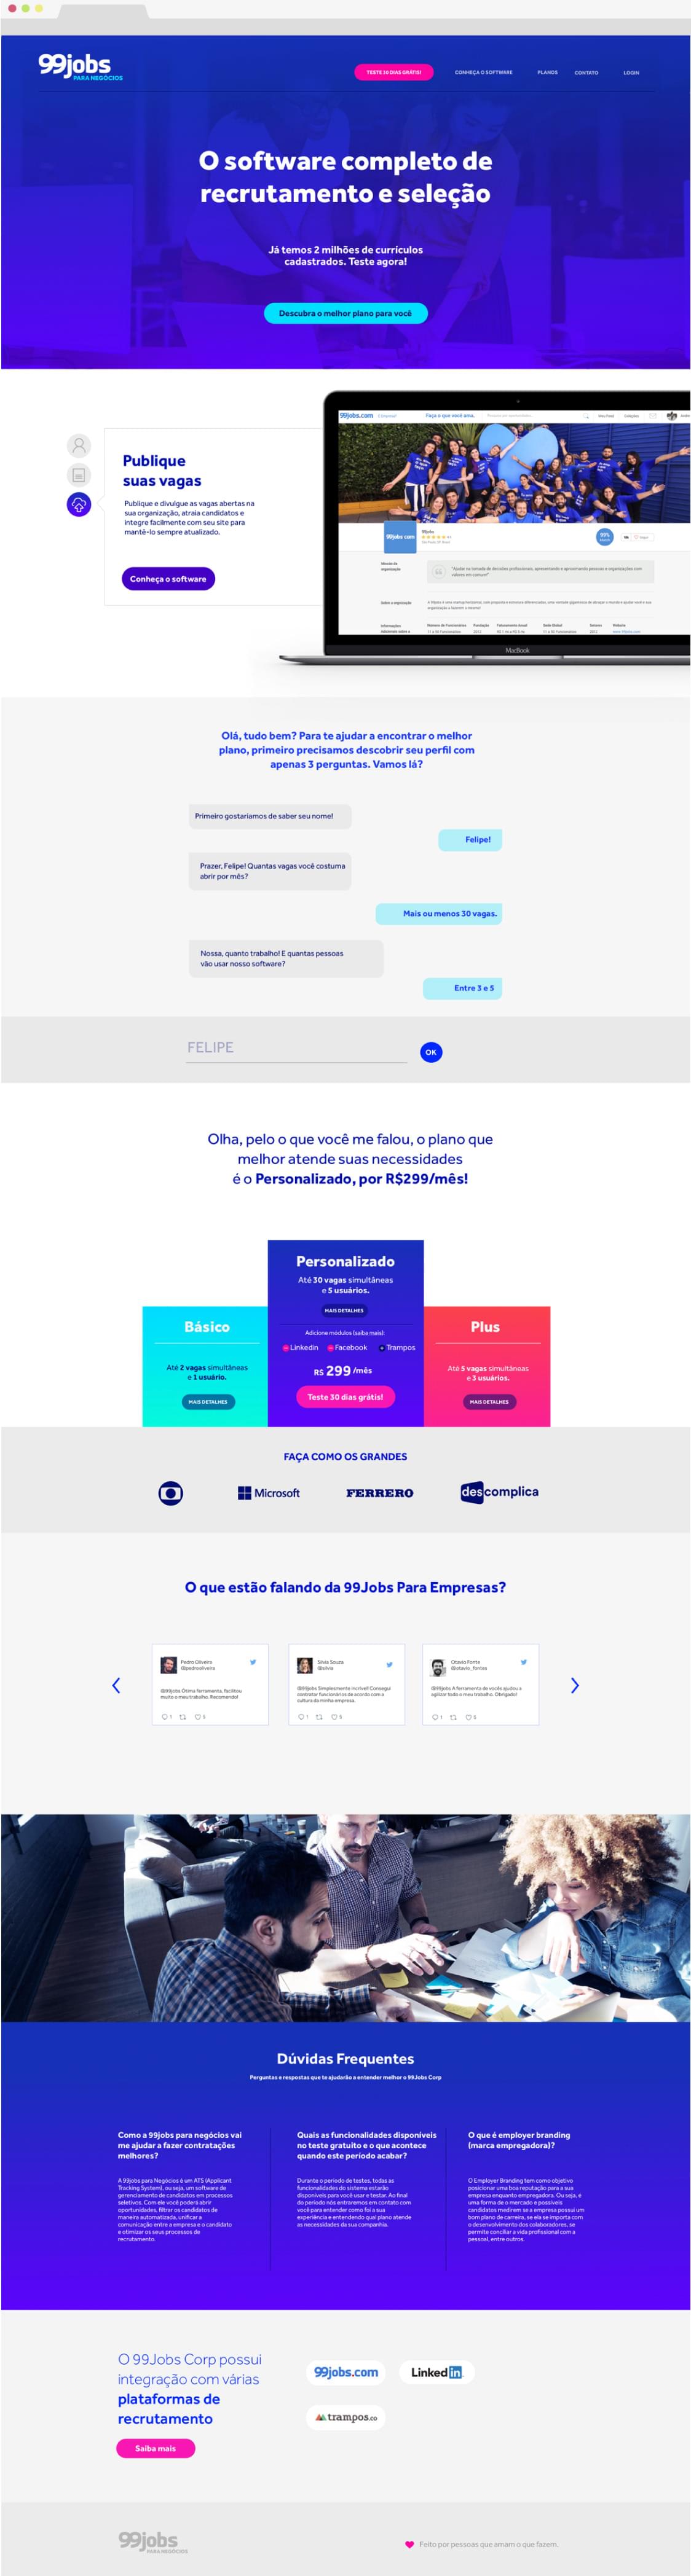 99jobs
PARA NEGÓCIOS
TESTE 30 DIAS GRÁTIS!
CONHEÇA O SOFTWARE
PLANOS
CONTATO
LOGIN
O software completo de
recrutamento e seleção
Já temos 2 milhões de currículos
cadastrados. Teste agora!
Descubra o melhor plano para você
Publique
suas vagas
Publique e divulgue as vagas abertas na
sua organização, atraia candidatos e
integre facilmente com seu site para
mantê-lo sempre atualizado.
Conheça o software
99jobs.com
Faça o que você ama.
99jobs com
99jobs
99%
"Ajudar na tomada de decisões profissionais, apresentando e aproximando pessoas e organizações com
valores em comum"
Sobre a organização
MacBook
Olá, tudo bem? Para te ajudar a encontrar o melhor
plano, primeiro precisamos descobrir seu perfil com
apenas 3 perguntas. Vamos lá?
Primeiro gostaríamos de saber seu nome!
Felipe!
Prazer, Felipe! Quantas vagas você costuma
abrir por mês?
Mais ou menos 30 vagas.
Nossa, quanto trabalho! E quantas pessoas
vão usar nosso software?
Entre 3 e 5
FELIPE
OK
Olha, pelo o que você me falou, o plano que
melhor atende suas necessidades
é o Personalizado, por R$299/mês!
Personalizado
Até 30 vagas simultâneas
e 5 usuários.
MAIS DETALHES
Adicione módulos (saiba mais):
Linkedin
Facebook
Trampos
R$ 299 /mês
Teste 30 dias grátis!
Básico
Até 2 vagas simultâneas
e 1 usuário.
MAIS DETALHES
Plus
Até 5 vagas simultâneas
e 3 usuários.
MAIS DETALHES
FAÇA COMO OS GRANDES
Microsoft
FERRERO
descomplica
O que estão falando da 99Jobs Para Empresas?
Pedro Oliveira
@pedrooliveira
@99jobs Ótima ferramenta, facilitou
muito o meu trabalho. Recomendo!
1
5
Silvia Souza
@silvia
@99jobs Simplesmente incrível! Consegui
contratar funcionários de acordo com a
cultura da minha empresa.
1
5
Otavio Fonte
@otavio_fontes
@99jobs A ferramenta de vocês ajudou a
agilizar todo o meu trabalho. Obrigado!
1
5
Dúvidas Frequentes
Perguntas e respostas que te ajudarão a entender melhor o 99Jobs Corp
Como a 99jobs para negócios vai
me ajudar a fazer contratações
melhores?
A 99jobs para Negócios é um ATS (Applicant
Tracking System), ou seja, um software de
gerenciamento de candidatos em processos
seletivos. Com ele você poderá abrir
oportunidades, filtrar os candidatos de
maneira automatizada, unificar a
comunicação entre a empresa e o candidato
e otimizar os seus processos de
recrutamento.
Quais as funcionalidades disponíveis
no teste gratuito e o que acontece
quando este período acabar?
Durante o período de testes, todas as
funcionalidades do sistema estarão
disponíveis para você usar e testar. Ao final
do período nós entraremos em contato com
você para entender como foi a sua
experiência e entendendo qual plano atende
as necessidades da sua companhia.
O que é employer branding
(marca empregadora)?
O Employer Branding tem como objetivo
posicionar uma boa reputação para a sua
empresa enquanto empregadora. Ou seja, é
uma forma de o mercado e possíveis
candidatos medirem se a empresa possui um
bom plano de carreira, se ela se importa com
o desenvolvimento dos colaboradores, se
permite conciliar a vida profissional com a
pessoal, entre outros.
O 99Jobs Corp possui
integração com várias
plataformas de
recrutamento
Saiba mais
99jobs.com
Linked in
trampos.co
99jobs
PARA NEGÓCIOS
Feito por pessoas que amam o que fazem.